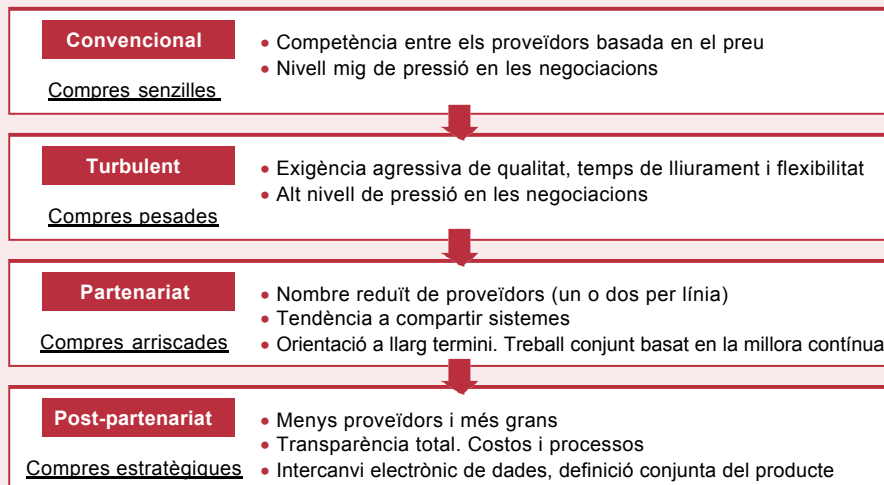 Convencional
• Competència entre els proveïdors basada en el preu
• Nivell mig de pressió en les negociacions
Compres senzilles
Turbulent
• Exigència agressiva de qualitat, temps de lliurament i flexibilitat
• Alt nivell de pressió en les negociacions
Compres pesades
Partenariat
• Nombre reduït de proveïdors (un o dos per línia)
• Tendència a compartir sistemes
Compres arriscades
• Orientació a llarg termini. Treball conjunt basat en la millora contínua
Post-partenariat
• Menys proveïdors i més grans
• Transparència total. Costos i processos
Compres estratègiques
• Intercanvi electrònic de dades, definició conjunta del producte